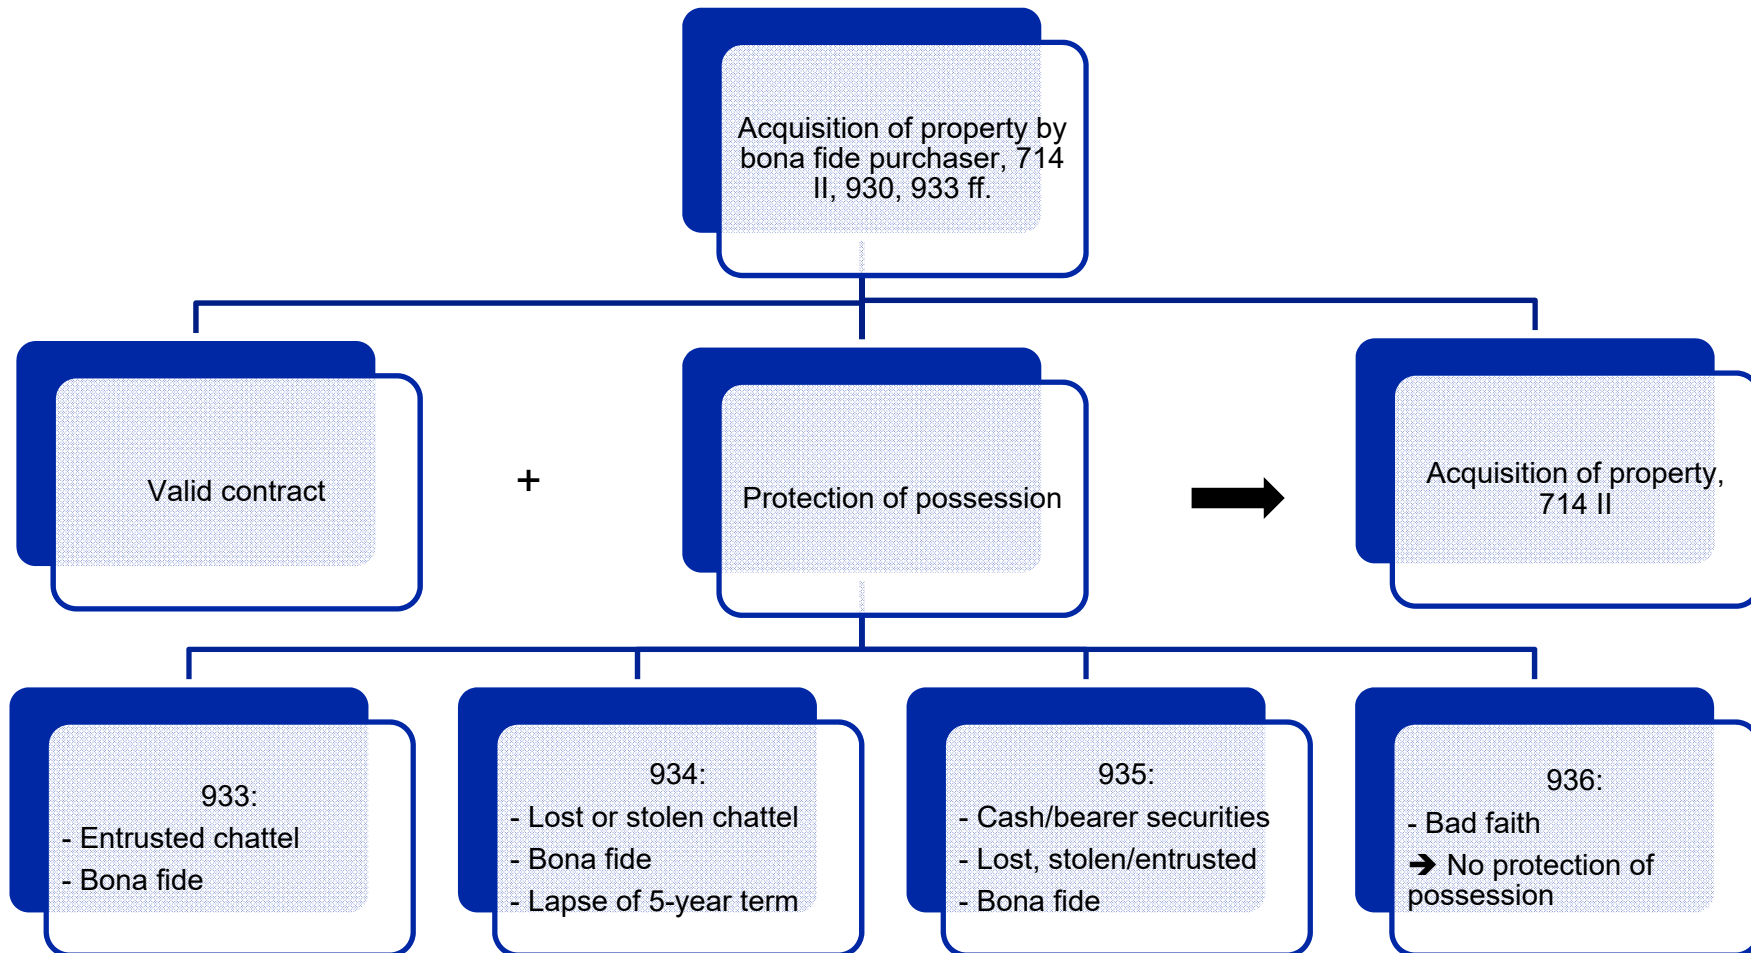 Acquisition of property by
bona fide purchaser, 714
II, 930, 933 ff.
Valid contract
+
Protection of possession
Acquisition of property,
714 II
933:
- Entrusted chattel
- Bona fide
934:
- Lost or stolen chattel
- Bona fide
- Lapse of 5-year term
935:
- Cash/bearer securities
- Lost, stolen/entrusted
- Bona fide
936:
- Bad faith
➔ No protection of
possession